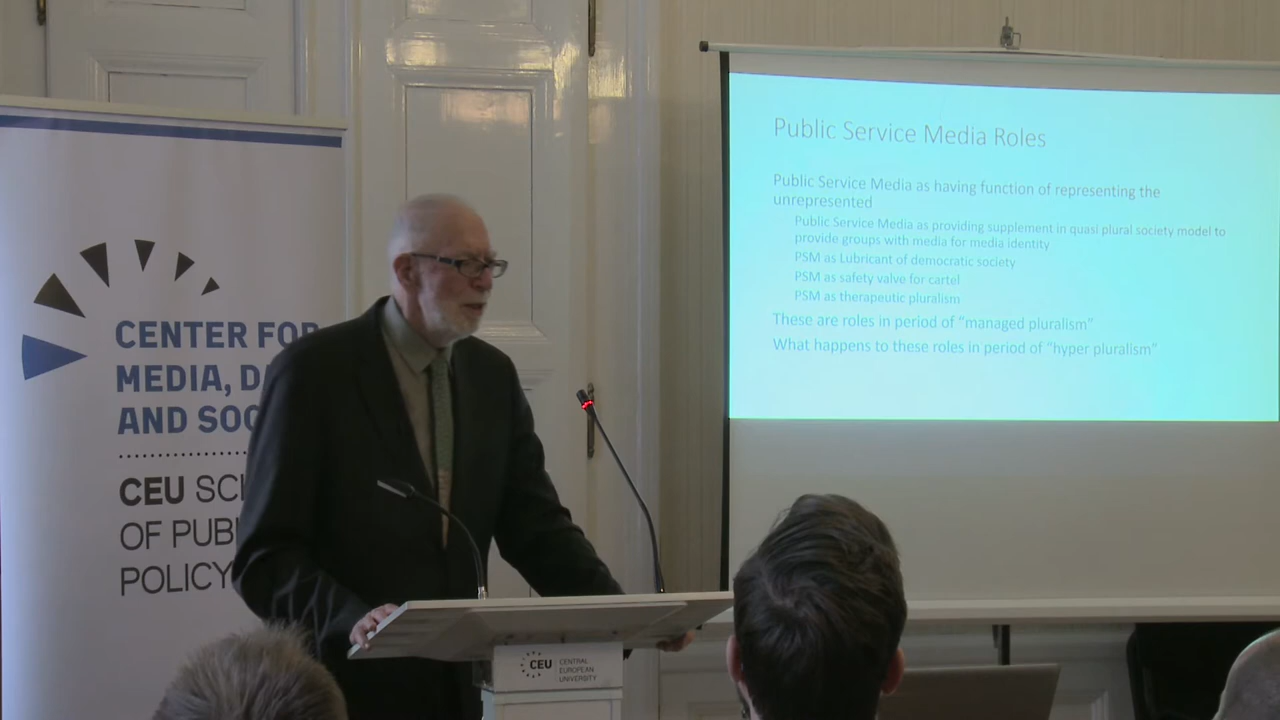 CENTER FOR
MEDIA, D
AND SOC
CEU SC
OF PUB
POLICY
CEU CENTRAL
EUROPEAN
UNIVERSITY
Public Service Media Roles
Public Service Media as having function of representing the
unrepresented
Public Service Media as providing supplement in quasi plural society model to
provide groups with media for media identity
PSM as Lubricant of democratic society
PSM as safety valve for cartel
PSM as therapeutic pluralism
These are roles in period of “managed pluralism”
What happens to these roles in period of “hyper pluralism”